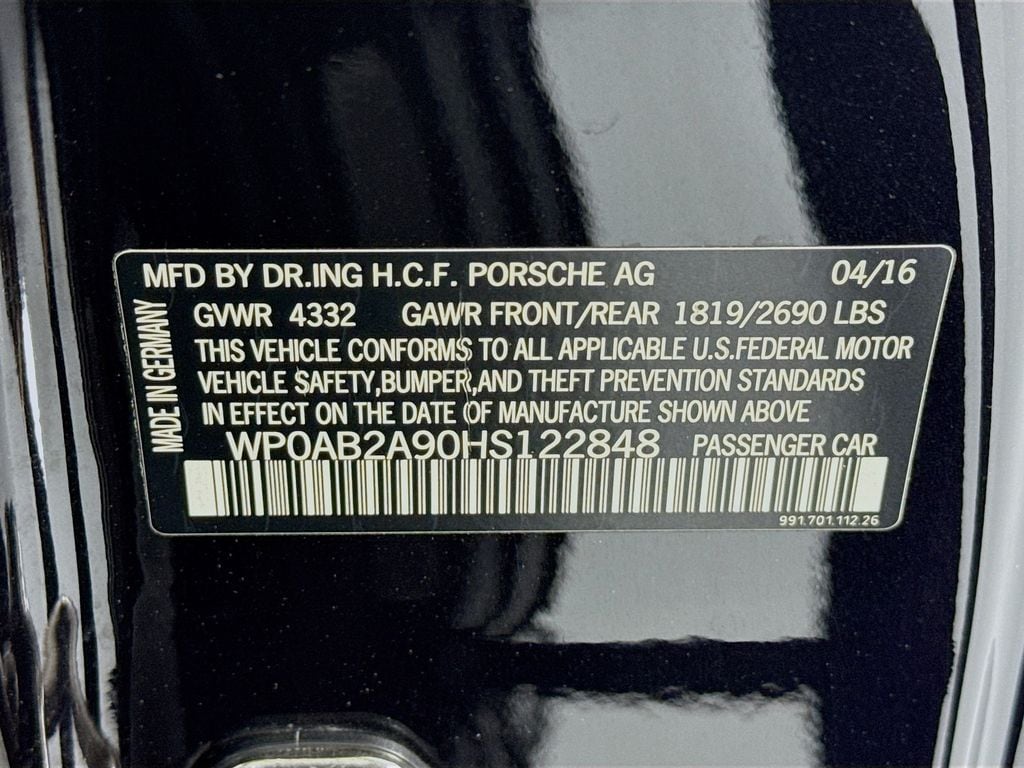 MFD BY DR.ING H.C.F. PORSCHE AG 04/16
GVWR 4332 GAWR FRONT/REAR 1819/2690 LBS
THIS VEHICLE CONFORMS TO ALL APPLICABLE U.S.FEDERAL MOTOR
VEHICLE SAFETY,BUMPER,AND THEFT PREVENTION STANDARDS
IN EFFECT ON THE DATE OF MANUFACTURE SHOWN ABOVE
WP0AB2A90HS122848 PASSENGER CAR
991.701.112.26
MADE IN GERMANY